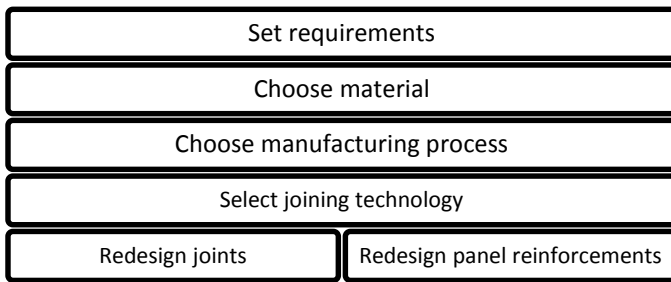 Set requirements
Choose material
Choose manufacturing process
Select joining technology
Redesign joints
Redesign panel reinforcements